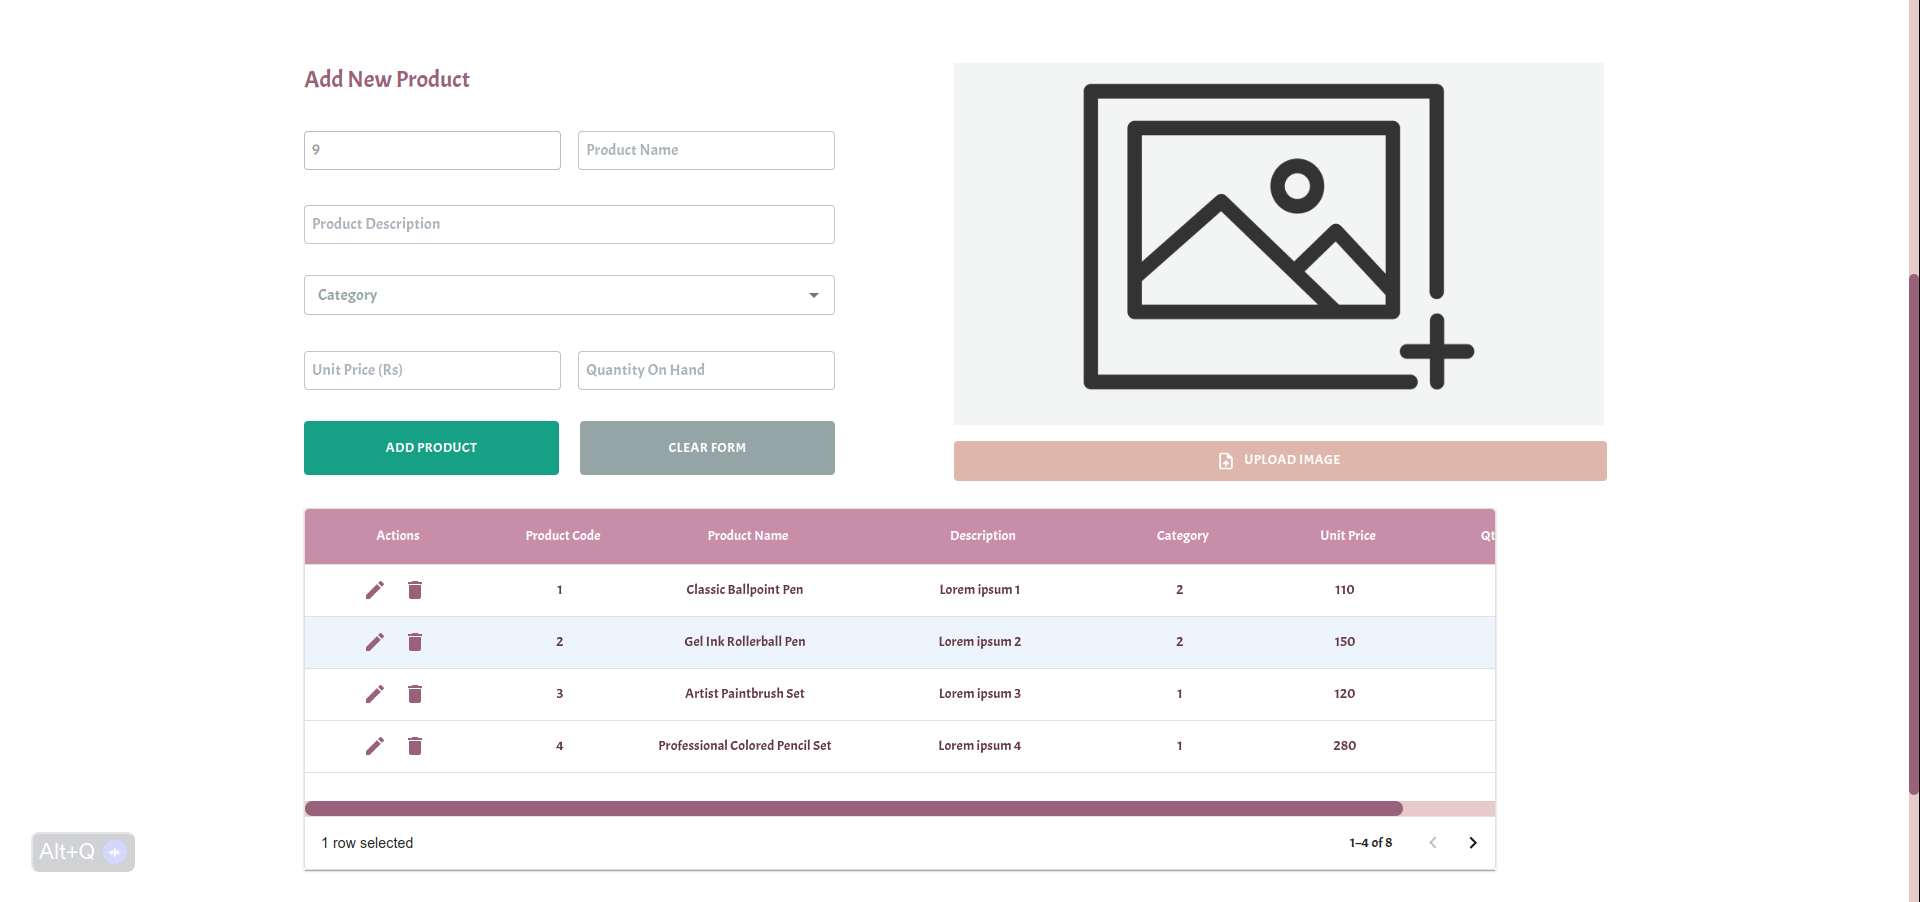 Add New Product
9 Product Name
Product Description
Category
Unit Price (Rs) Quantity On Hand
ADD PRODUCT CLEAR FORM
UPLOAD IMAGE
Actions Product Code Product Name Description Category Unit Price Qt
1 Classic Ballpoint Pen Lorem ipsum 1 2 110
2 Gel Ink Rollerball Pen Lorem ipsum 2 2 150
3 Artist Paintbrush Set Lorem ipsum 3 1 120
4 Professional Colored Pencil Set Lorem ipsum 4 1 280
1 row selected 1–4 of 8
Alt+Q